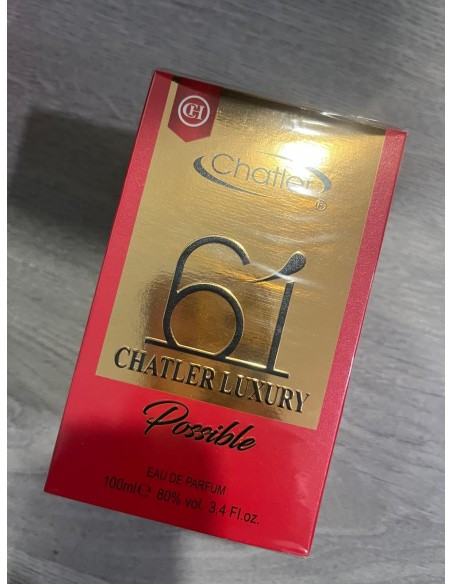 CH
Chatler
®
61
CHATLER LUXURY
Possible
EAU DE PARFUM
100ml ℮ 80% vol. 3.4 Fl.oz.